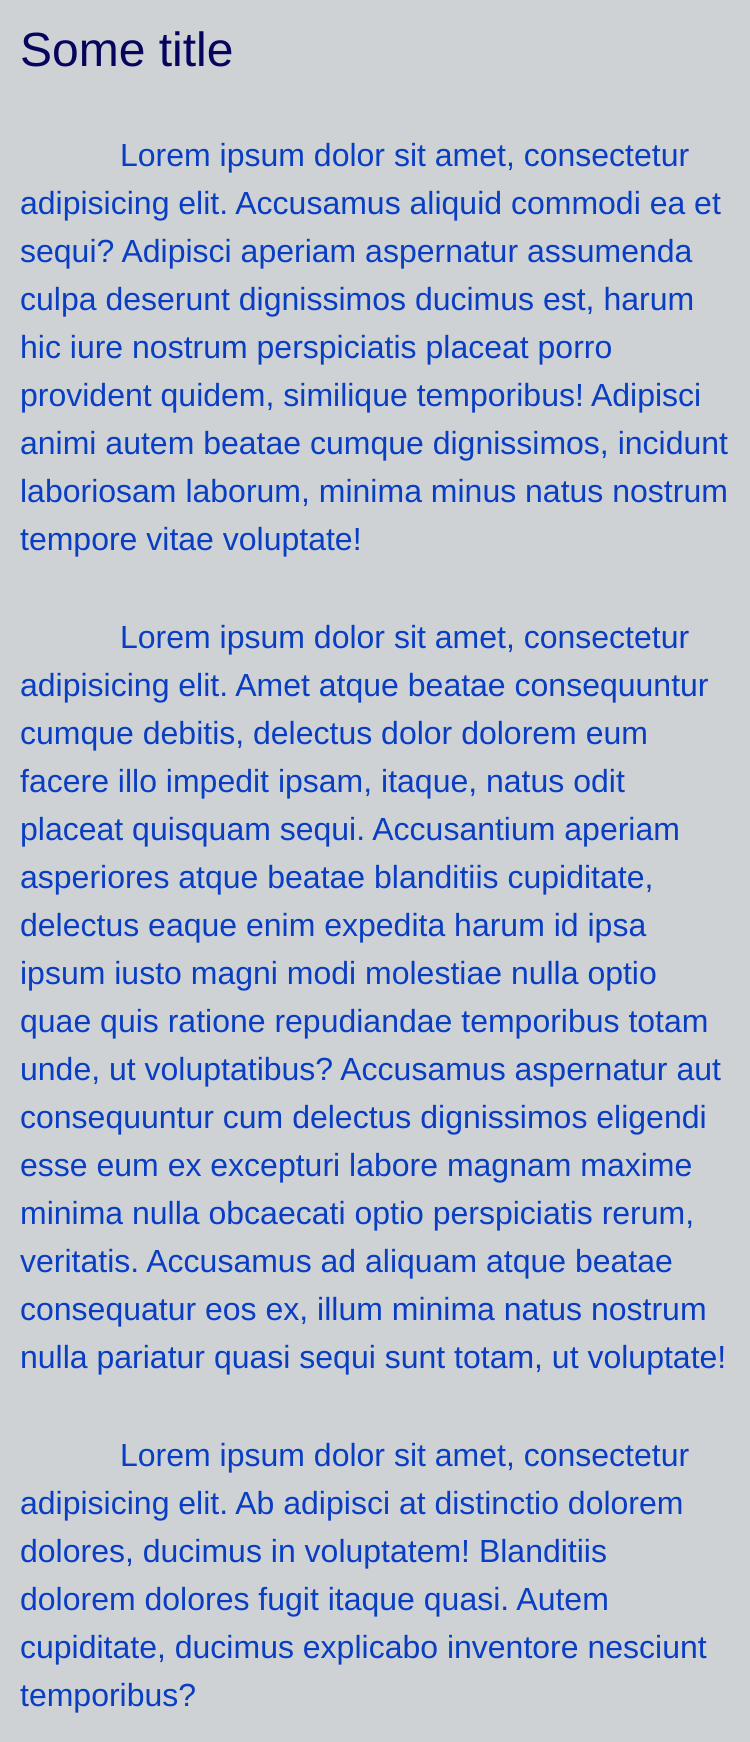 Some title
Lorem ipsum dolor sit amet, consectetur
adipisicing elit. Accusamus aliquid commodi ea et
sequi? Adipisci aperiam aspernatur assumenda
culpa deserunt dignissimos ducimus est, harum
hic iure nostrum perspiciatis placeat porro
provident quidem, similique temporibus! Adipisci
animi autem beatae cumque dignissimos, incidunt
laboriosam laborum, minima minus natus nostrum
tempore vitae voluptate!
Lorem ipsum dolor sit amet, consectetur
adipisicing elit. Amet atque beatae consequuntur
cumque debitis, delectus dolor dolorem eum
facere illo impedit ipsam, itaque, natus odit
placeat quisquam sequi. Accusantium aperiam
asperiores atque beatae blanditiis cupiditate,
delectus eaque enim expedita harum id ipsa
ipsum iusto magni modi molestiae nulla optio
quae quis ratione repudiandae temporibus totam
unde, ut voluptatibus? Accusamus aspernatur aut
consequuntur cum delectus dignissimos eligendi
esse eum ex excepturi labore magnam maxime
minima nulla obcaecati optio perspiciatis rerum,
veritatis. Accusamus ad aliquam atque beatae
consequatur eos ex, illum minima natus nostrum
nulla pariatur quasi sequi sunt totam, ut voluptate!
Lorem ipsum dolor sit amet, consectetur
adipisicing elit. Ab adipisci at distinctio dolorem
dolores, ducimus in voluptatem! Blanditiis
dolorem dolores fugit itaque quasi. Autem
cupiditate, ducimus explicabo inventore nesciunt
temporibus?